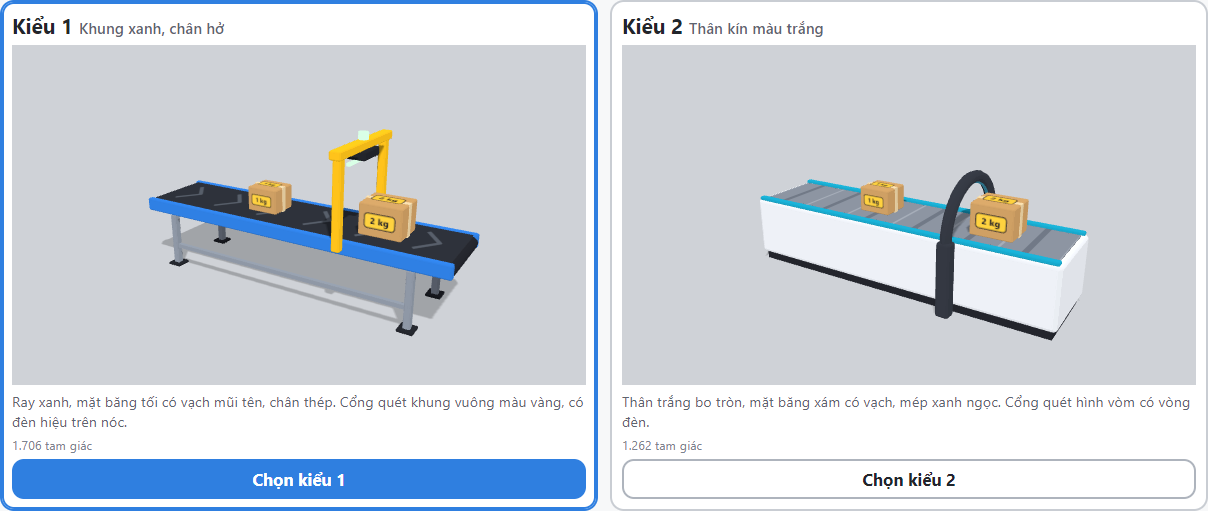 Kiểu 1 Khung xanh, chân hở
1 kg
2 kg
Ray xanh, mặt băng tối có vạch mũi tên, chân thép. Cổng quét khung vuông màu vàng, có
đèn hiệu trên nóc.
1.706 tam giác
Chọn kiểu 1
Kiểu 2 Thân kín màu trắng
1 kg
2 kg
Thân trắng bo tròn, mặt băng xám có vạch, mép xanh ngọc. Cổng quét hình vòm có vòng
đèn.
1.262 tam giác
Chọn kiểu 2